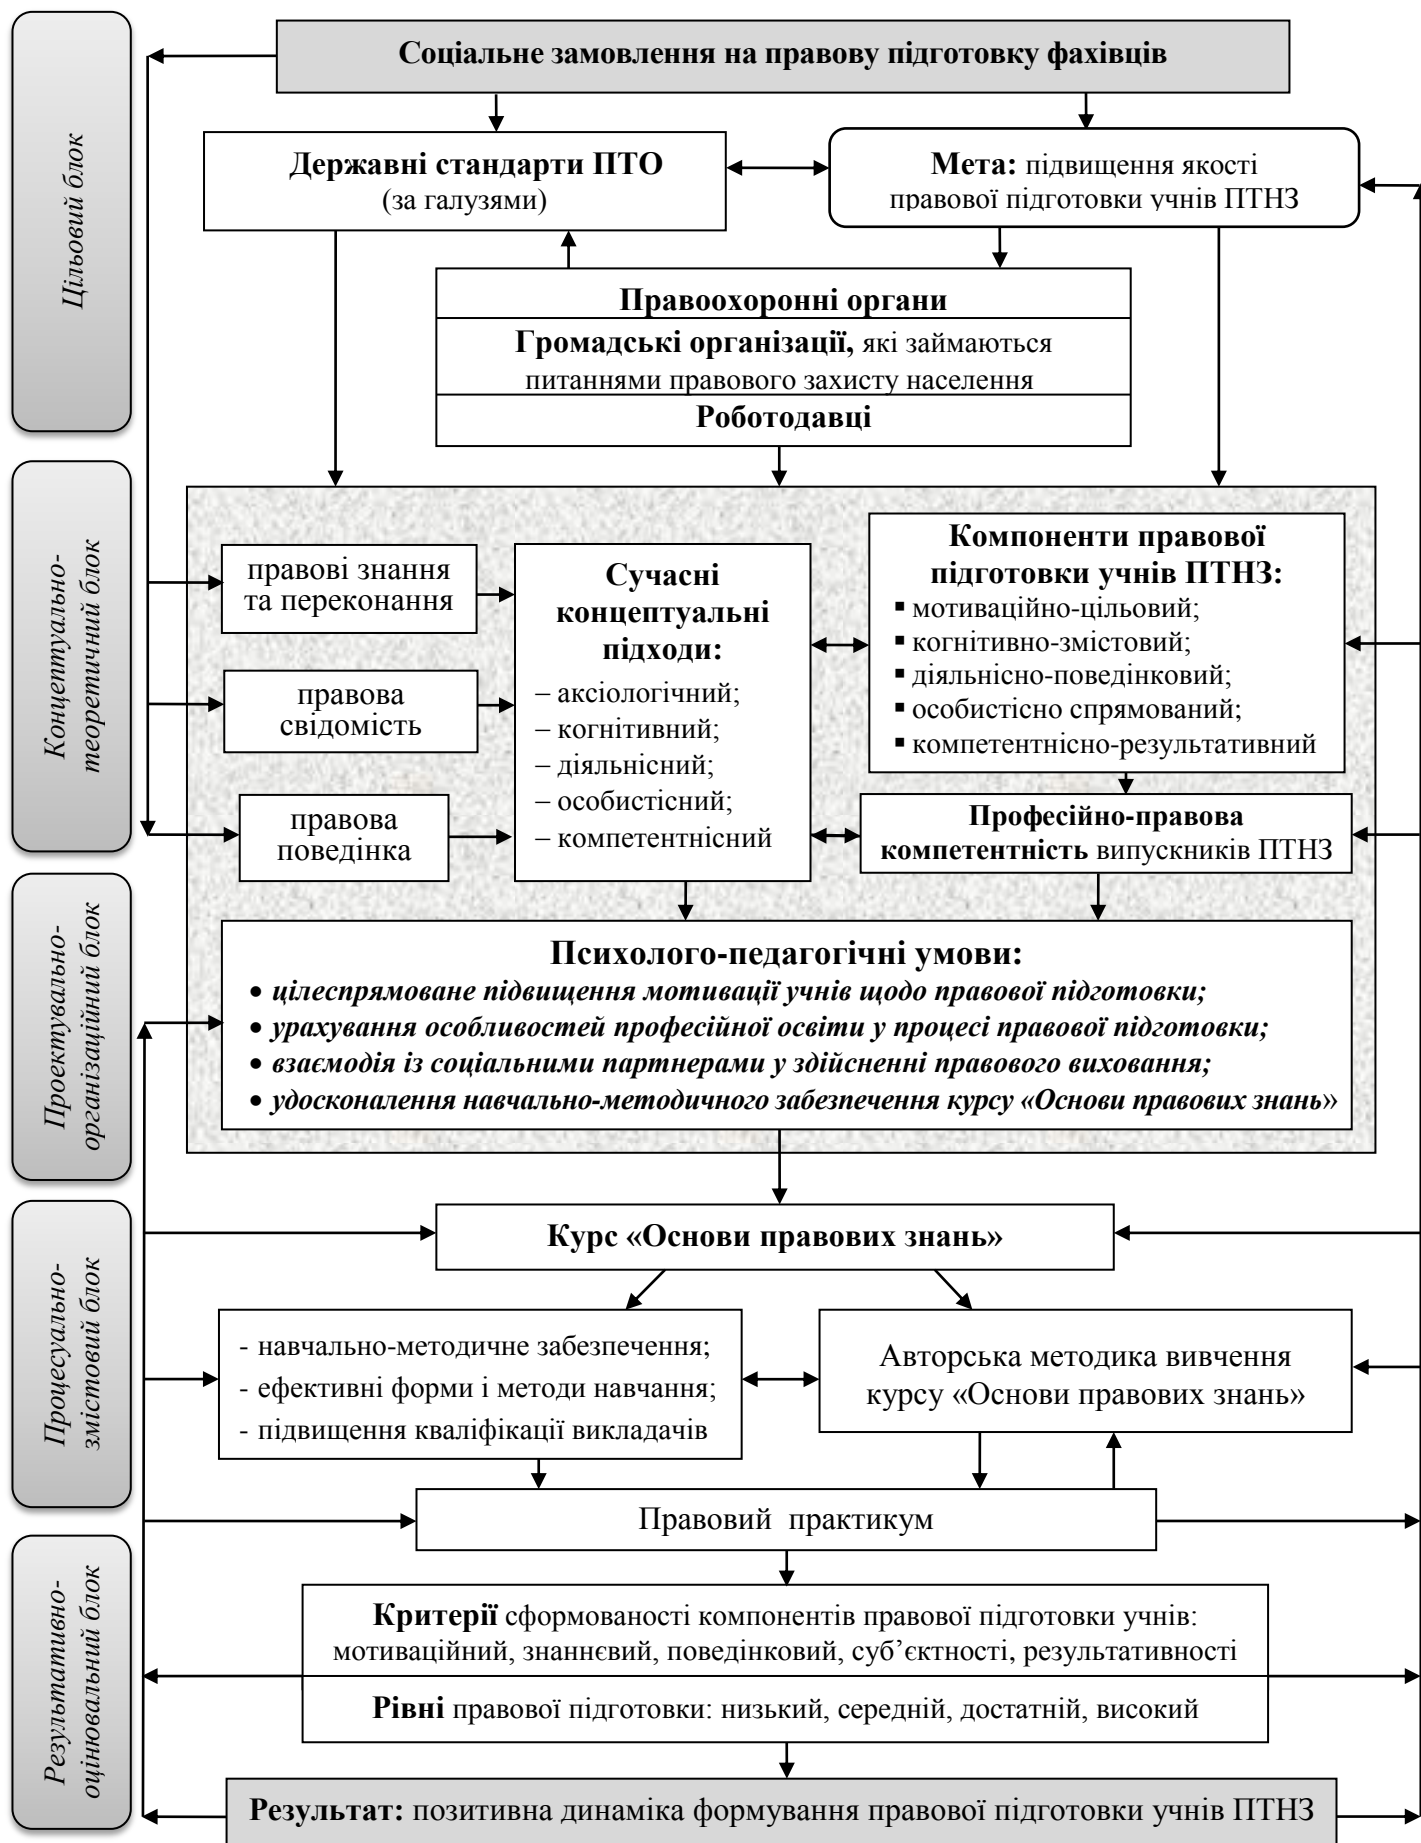 Цільовий блок
Соціальне замовлення на правову підготовку фахівців
Державні стандарти ПТО
(за галузями)
Мета: підвищення якості
правової підготовки учнів ПТНЗ
Правоохоронні органи
Громадські організації, які займаються
питаннями правового захисту населення
Роботодавці
Концептуально-
теоретичний блок
правові знання
та переконання
правова
свідомість
правова
поведінка
Сучасні
концептуальні
підходи:
– аксіологічний;
– когнітивний;
– діяльнісний;
– особистісний;
– компетентнісний
Компоненти правової
підготовки учнів ПТНЗ:
▪ мотиваційно-цільовий;
▪ когнітивно-змістовий;
▪ діяльнісно-поведінковий;
▪ особистісно спрямований;
▪ компетентнісно-результативний
Професійно-правова
компетентність випускників ПТНЗ
Проектувально-
організаційний блок
Психолого-педагогічні умови:
• цілеспрямоване підвищення мотивації учнів щодо правової підготовки;
• урахування особливостей професійної освіти у процесі правової підготовки;
• взаємодія із соціальними партнерами у здійсненні правового виховання;
• удосконалення навчально-методичного забезпечення курсу «Основи правових знань»
Процесуально-
змістовий блок
Курс «Основи правових знань»
- навчально-методичне забезпечення;
- ефективні форми і методи навчання;
- підвищення кваліфікації викладачів
Авторська методика вивчення
курсу «Основи правових знань»
Правовий практикум
Результативно-
оцінювальний блок
Критерії сформованості компонентів правової підготовки учнів:
мотиваційний, знаннєвий, поведінковий, суб’єктності, результативності
Рівні правової підготовки: низький, середній, достатній, високий
Результат: позитивна динаміка формування правової підготовки учнів ПТНЗ